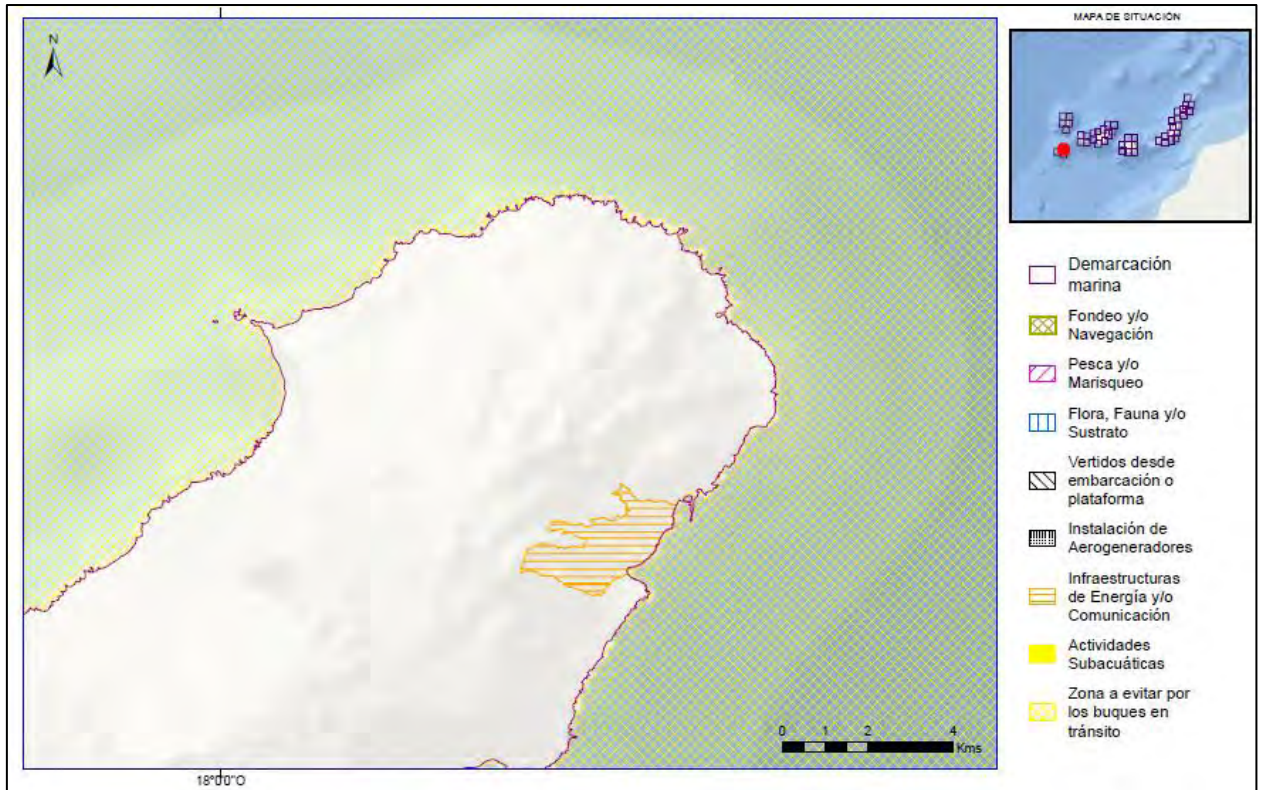 MAPA DE SITUACIÓN
N
Demarcación
marina
Fondeo y/o
Navegación
Pesca y/o
Marisqueo
Flora, Fauna y/o
Sustrato
Vertidos desde
embarcación o
plataforma
Instalación de
Aerogeneradores
Infraestructuras
de Energía y/o
Comunicación
Actividades
Subacuáticas
Zona a evitar por
los buques en
tránsito
0 1 2 4
Kms
18°0'0"O